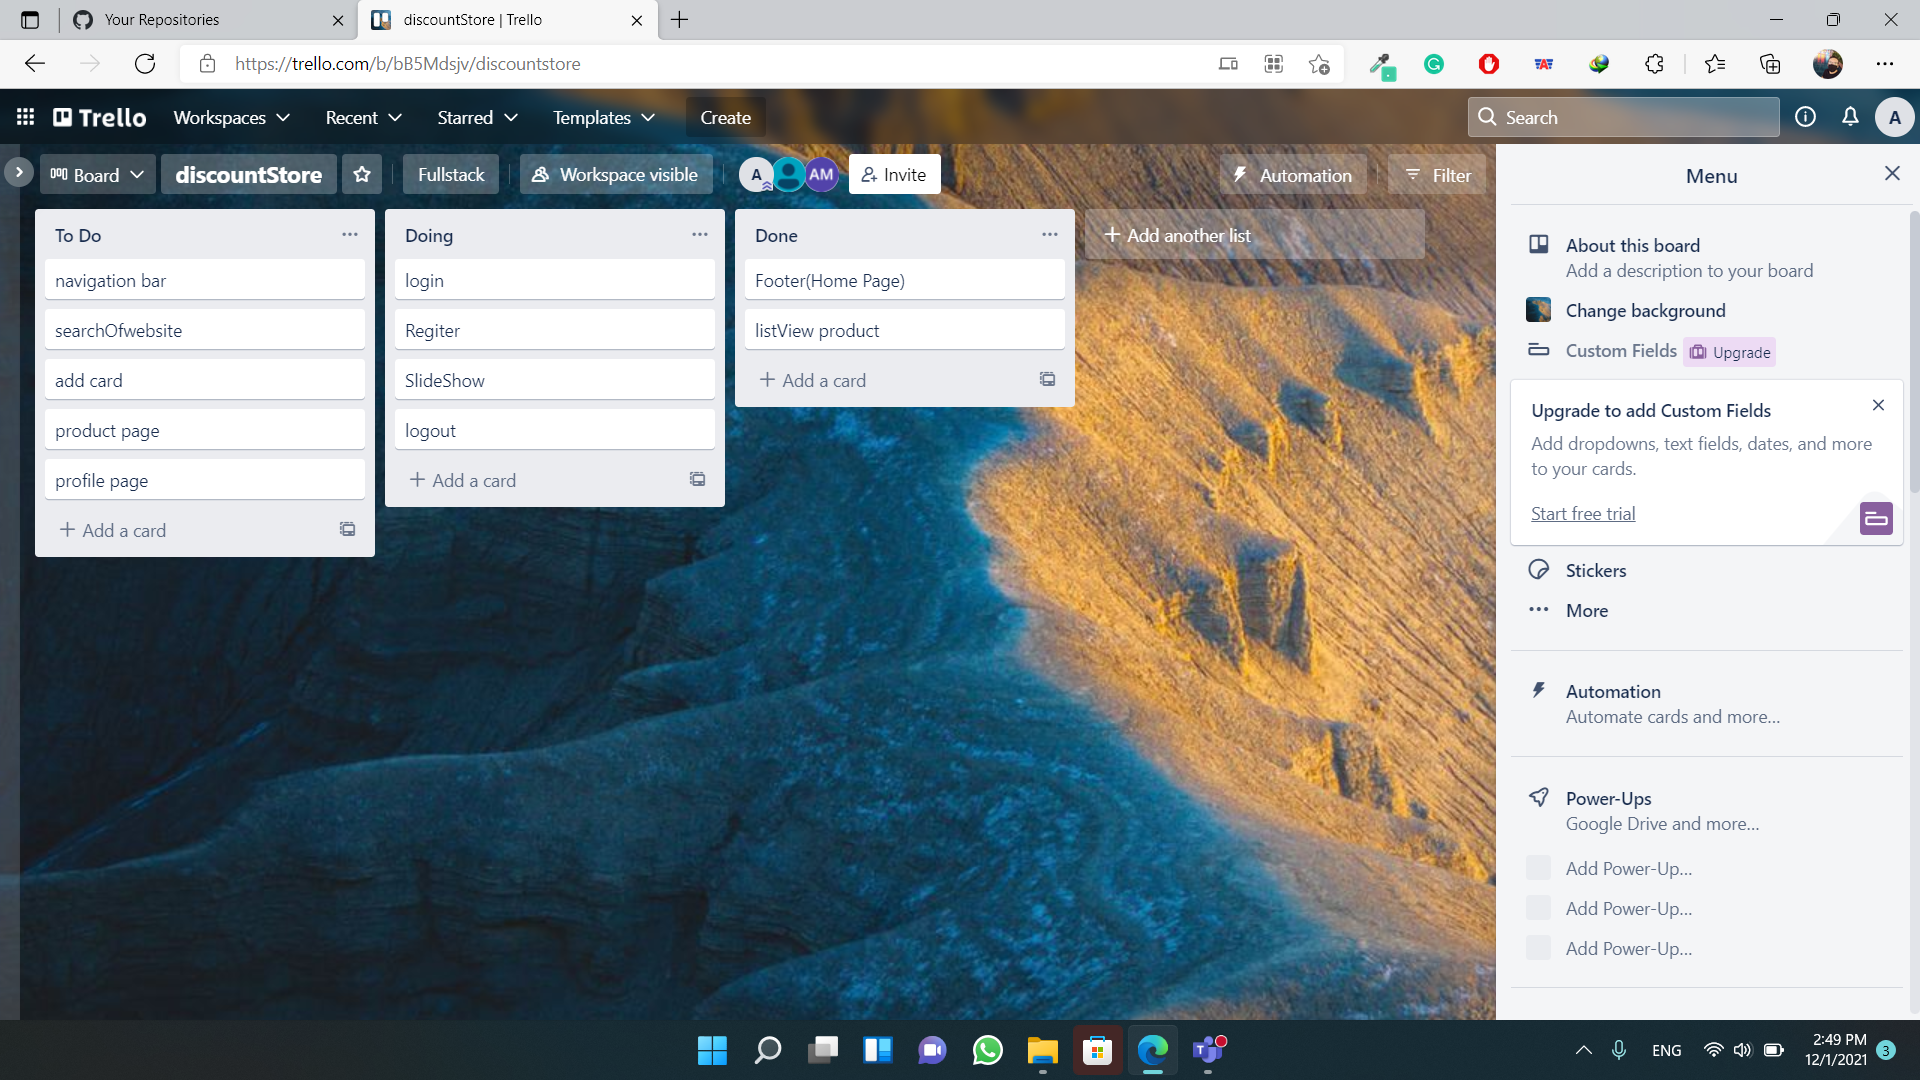 Your Repositories
discountStore | Trello
https://trello.com/b/bB5Mdsjv/discountstore
Trello
Workspaces
Recent
Starred
Templates
Create
Search
A
Board
discountStore
Fullstack
Workspace visible
A
AM
Invite
Automation
Filter
To Do
navigation bar
searchOfwebsite
add card
product page
profile page
+ Add a card
Doing
login
Regiter
SlideShow
logout
+ Add a card
Done
Footer(Home Page)
listView product
+ Add a card
+ Add another list
Menu
About this board
Add a description to your board
Change background
Custom Fields
Upgrade
Upgrade to add Custom Fields
Add dropdowns, text fields, dates, and more
to your cards.
Start free trial
Stickers
More
Automation
Automate cards and more...
Power-Ups
Google Drive and more...
Add Power-Up...
Add Power-Up...
Add Power-Up...
ENG
2:49 PM
12/1/2021
3